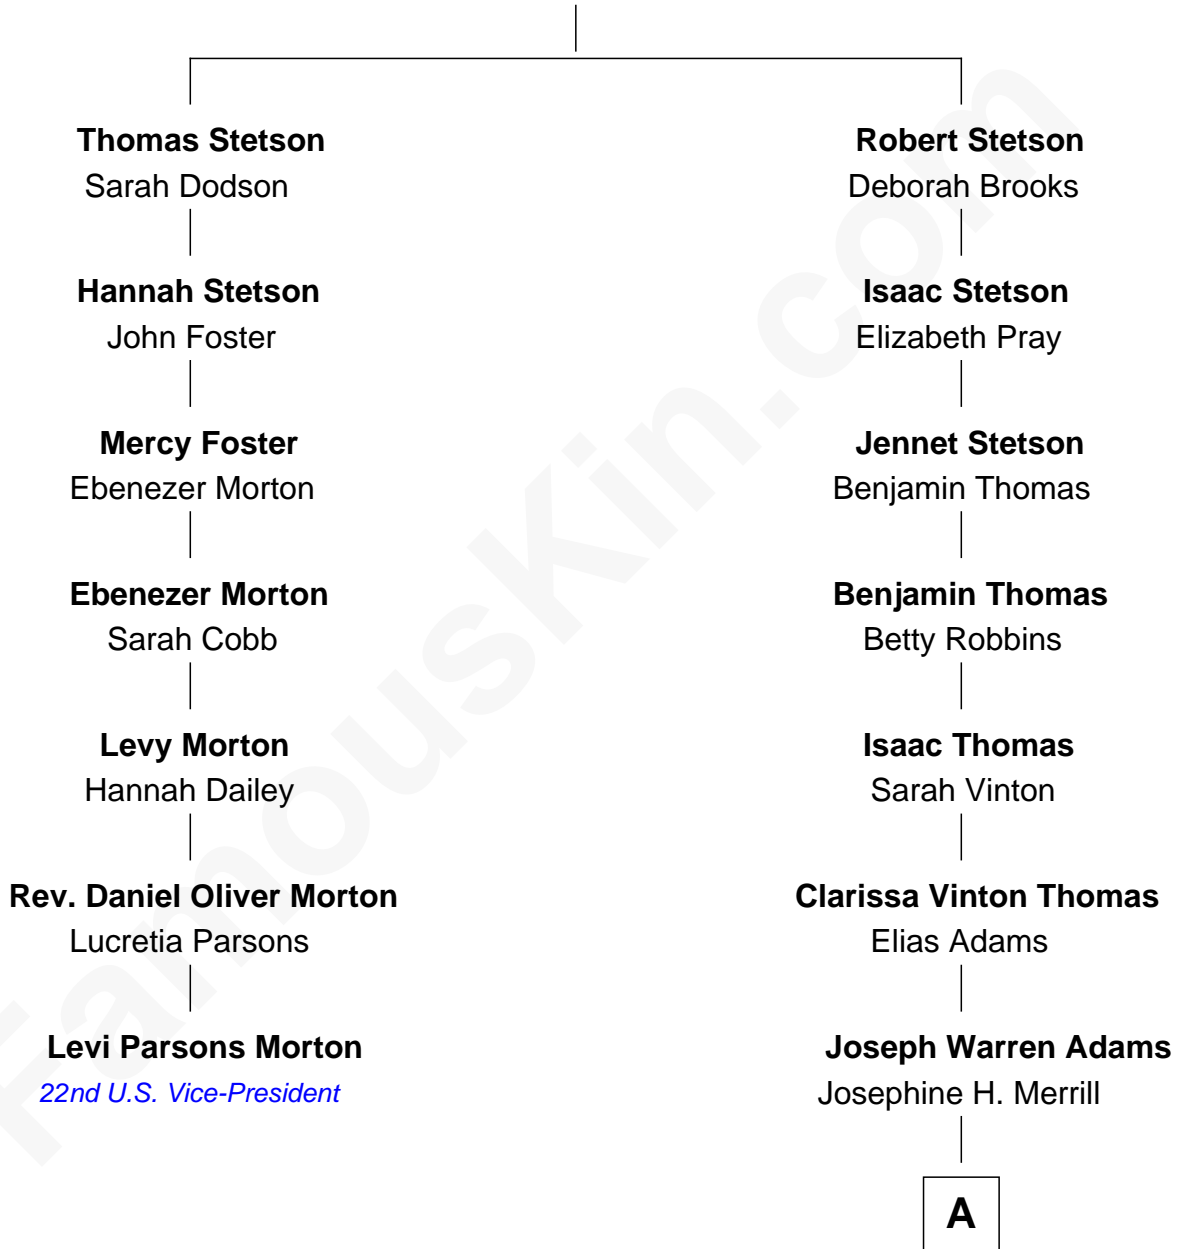 Thomas Stetson
Sarah Dodson
Hannah Stetson
John Foster
Mercy Foster
Ebenezer Morton
Ebenezer Morton
Sarah Cobb
Levy Morton
Hannah Dailey
Rev. Daniel Oliver Morton
Lucretia Parsons
Levi Parsons Morton
22nd U.S. Vice-President
Robert Stetson
Deborah Brooks
Isaac Stetson
Elizabeth Pray
Jennet Stetson
Benjamin Thomas
Benjamin Thomas
Betty Robbins
Isaac Thomas
Sarah Vinton
Clarissa Vinton Thomas
Elias Adams
Joseph Warren Adams
Josephine H. Merrill
A
FamousKin.com